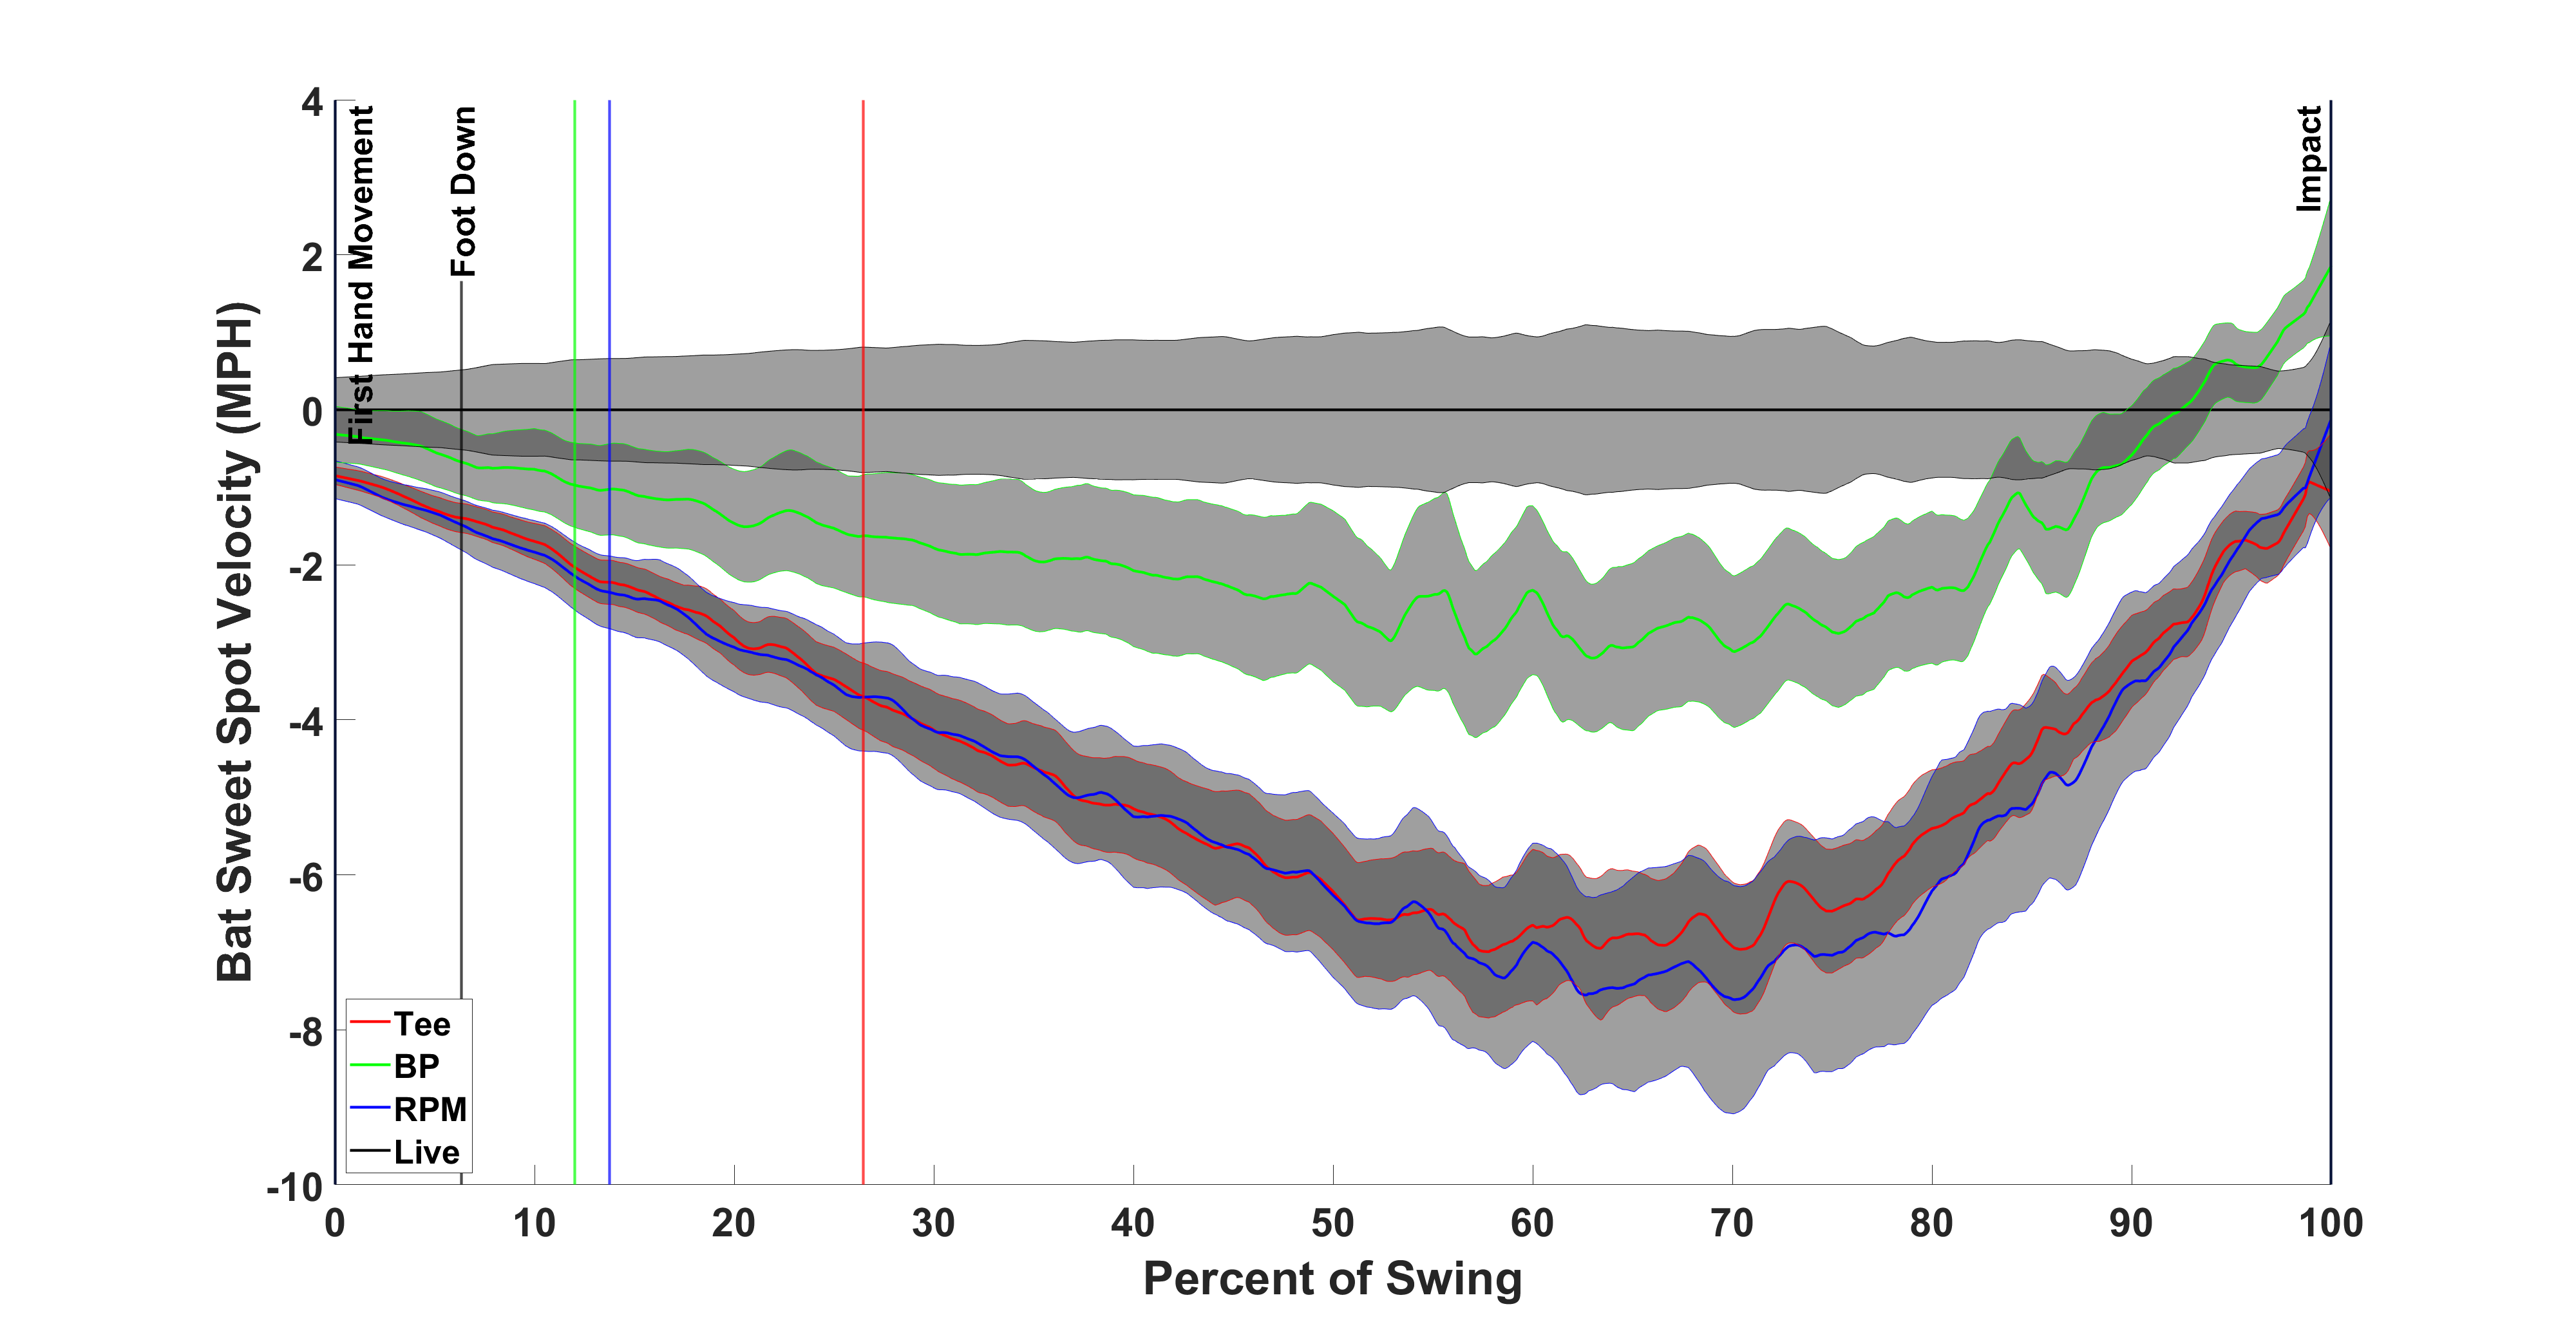 4
2
0
-2
-4
-6
-8
-10
Bat Sweet Spot Velocity (MPH)
First Hand Movement
Foot Down
Impact
Tee
BP
RPM
Live
0 10 20 30 40 50 60 70 80 90 100
Percent of Swing